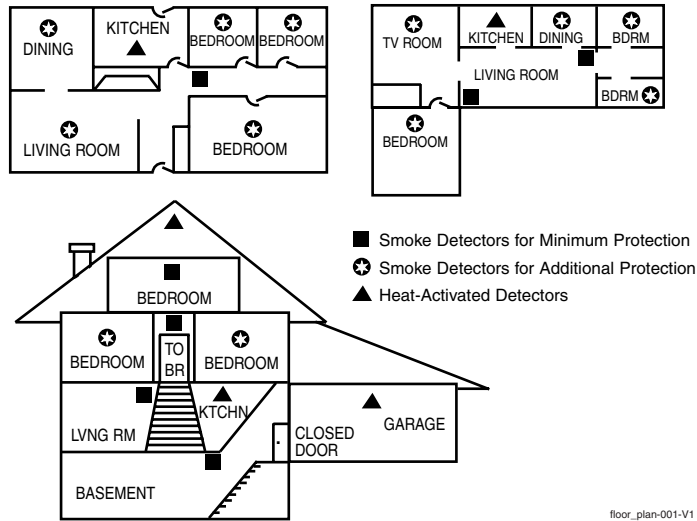 DINING
KITCHEN
BEDROOM
BEDROOM
LIVING ROOM
BEDROOM
TV ROOM
KITCHEN
DINING
BDRM
LIVING ROOM
BDRM
BEDROOM
Smoke Detectors for Minimum Protection
Smoke Detectors for Additional Protection
Heat-Activated Detectors
BEDROOM
BEDROOM
TO
BR
BEDROOM
LVNG RM
KTCHN
CLOSED
DOOR
GARAGE
BASEMENT
floor_plan-001-V1